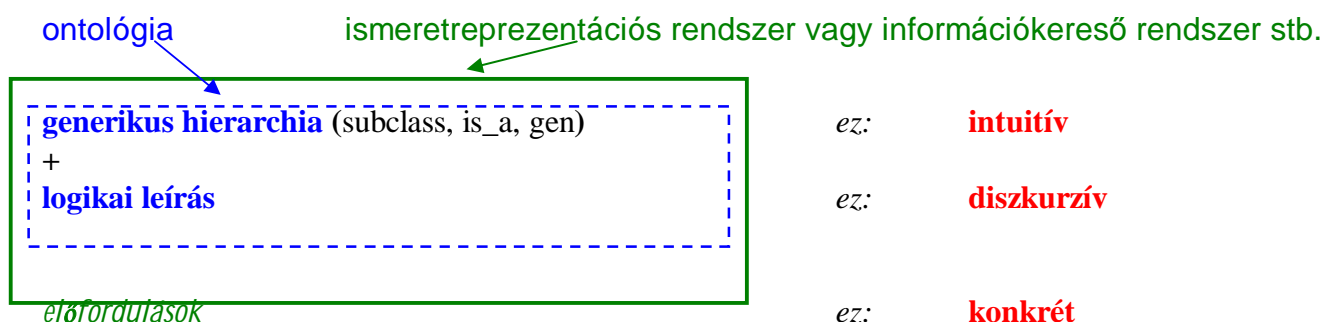 ontológia ismeretreprezentációs rendszer vagy információkereső rendszer stb.
generikus hierarchia (subclass, is_a, gen) ez: intuitív
+
logikai leírás ez: diszkurzív
előfordulások ez: konkrét